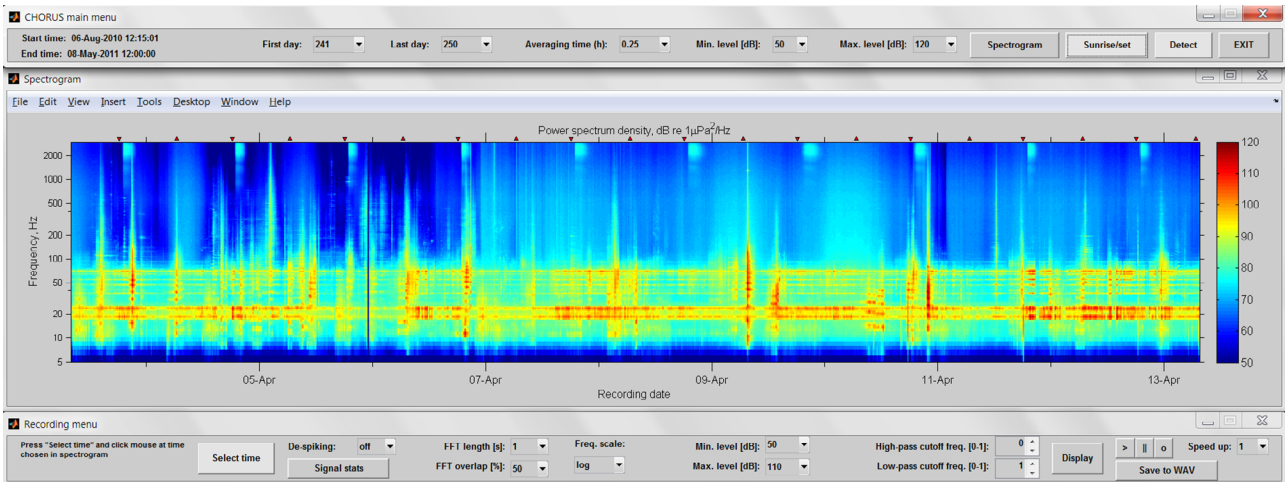 CHORUS main menu
Start time: 06-Aug-2010 12:15:01
End time: 08-May-2011 12:00:00
First day: 241 Last day: 250 Averaging time (h): 0.25 Min. level [dB]: 50 Max. level [dB]: 120 Spectrogram Sunrise/set Detect EXIT
Spectrogram
File Edit View Insert Tools Desktop Window Help
Power spectrum density, dB re 1μPa2/Hz
Frequency, Hz
2000
1000
500
200
100
50
20
10
5
120
110
100
90
80
70
60
50
05-Apr 07-Apr 09-Apr 11-Apr 13-Apr
Recording date
Recording menu
Press "Select time" and click mouse at time
chosen in spectrogram
Select time
De-spiking: off
Signal stats
FFT length [s]: 1
FFT overlap [%]: 50
Freq. scale:
log
Min. level [dB]: 50
Max. level [dB]: 110
High-pass cutoff freq. [0-1]: 0
Low-pass cutoff freq. [0-1]: 1
Display
> || o Speed up: 1
Save to WAV